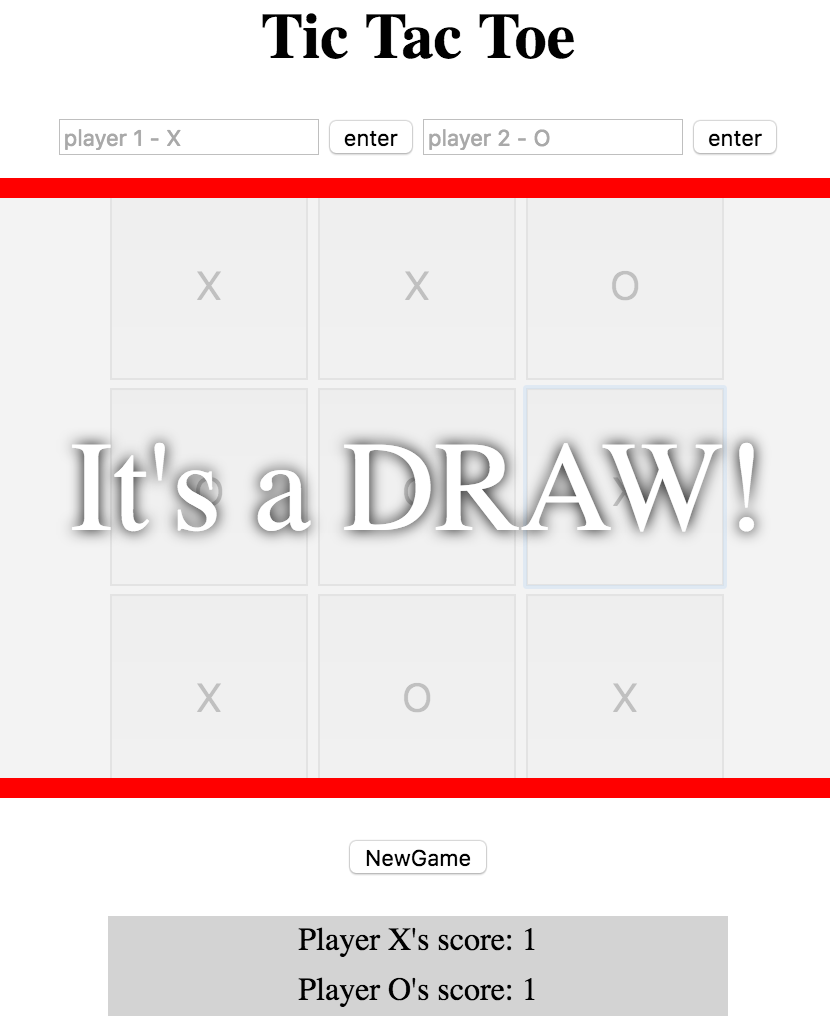 Tic Tac Toe
player 1 - X enter player 2 - O enter
X X O
O O X
It's a DRAW!
X O X
NewGame
Player X's score: 1
Player O's score: 1